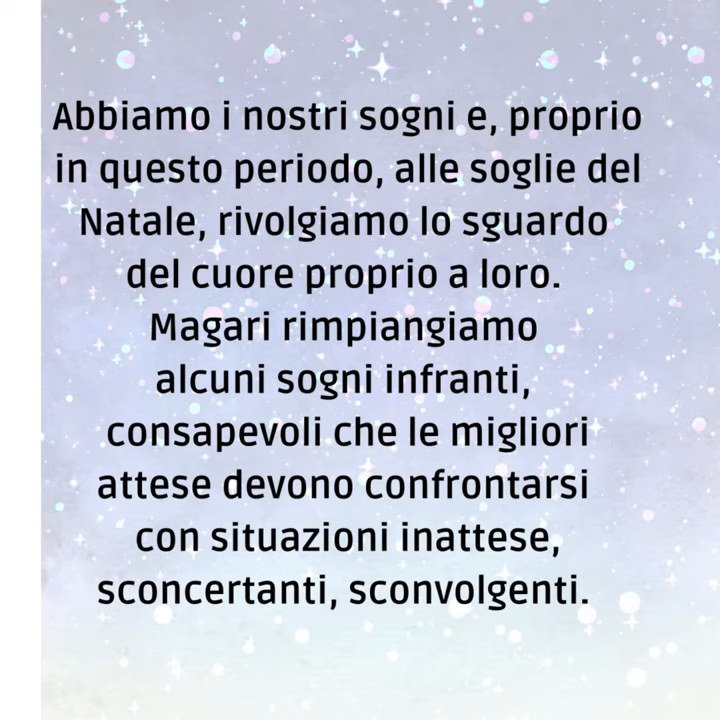 Abbiamo i nostri sogni e, proprio
in questo periodo, alle soglie del
Natale, rivolgiamo lo sguardo
del cuore proprio a loro.
Magari rimpiangiamo
alcuni sogni infranti,
consapevoli che le migliori
attese devono confrontarsi
con situazioni inattese,
sconcertanti, sconvolgenti.